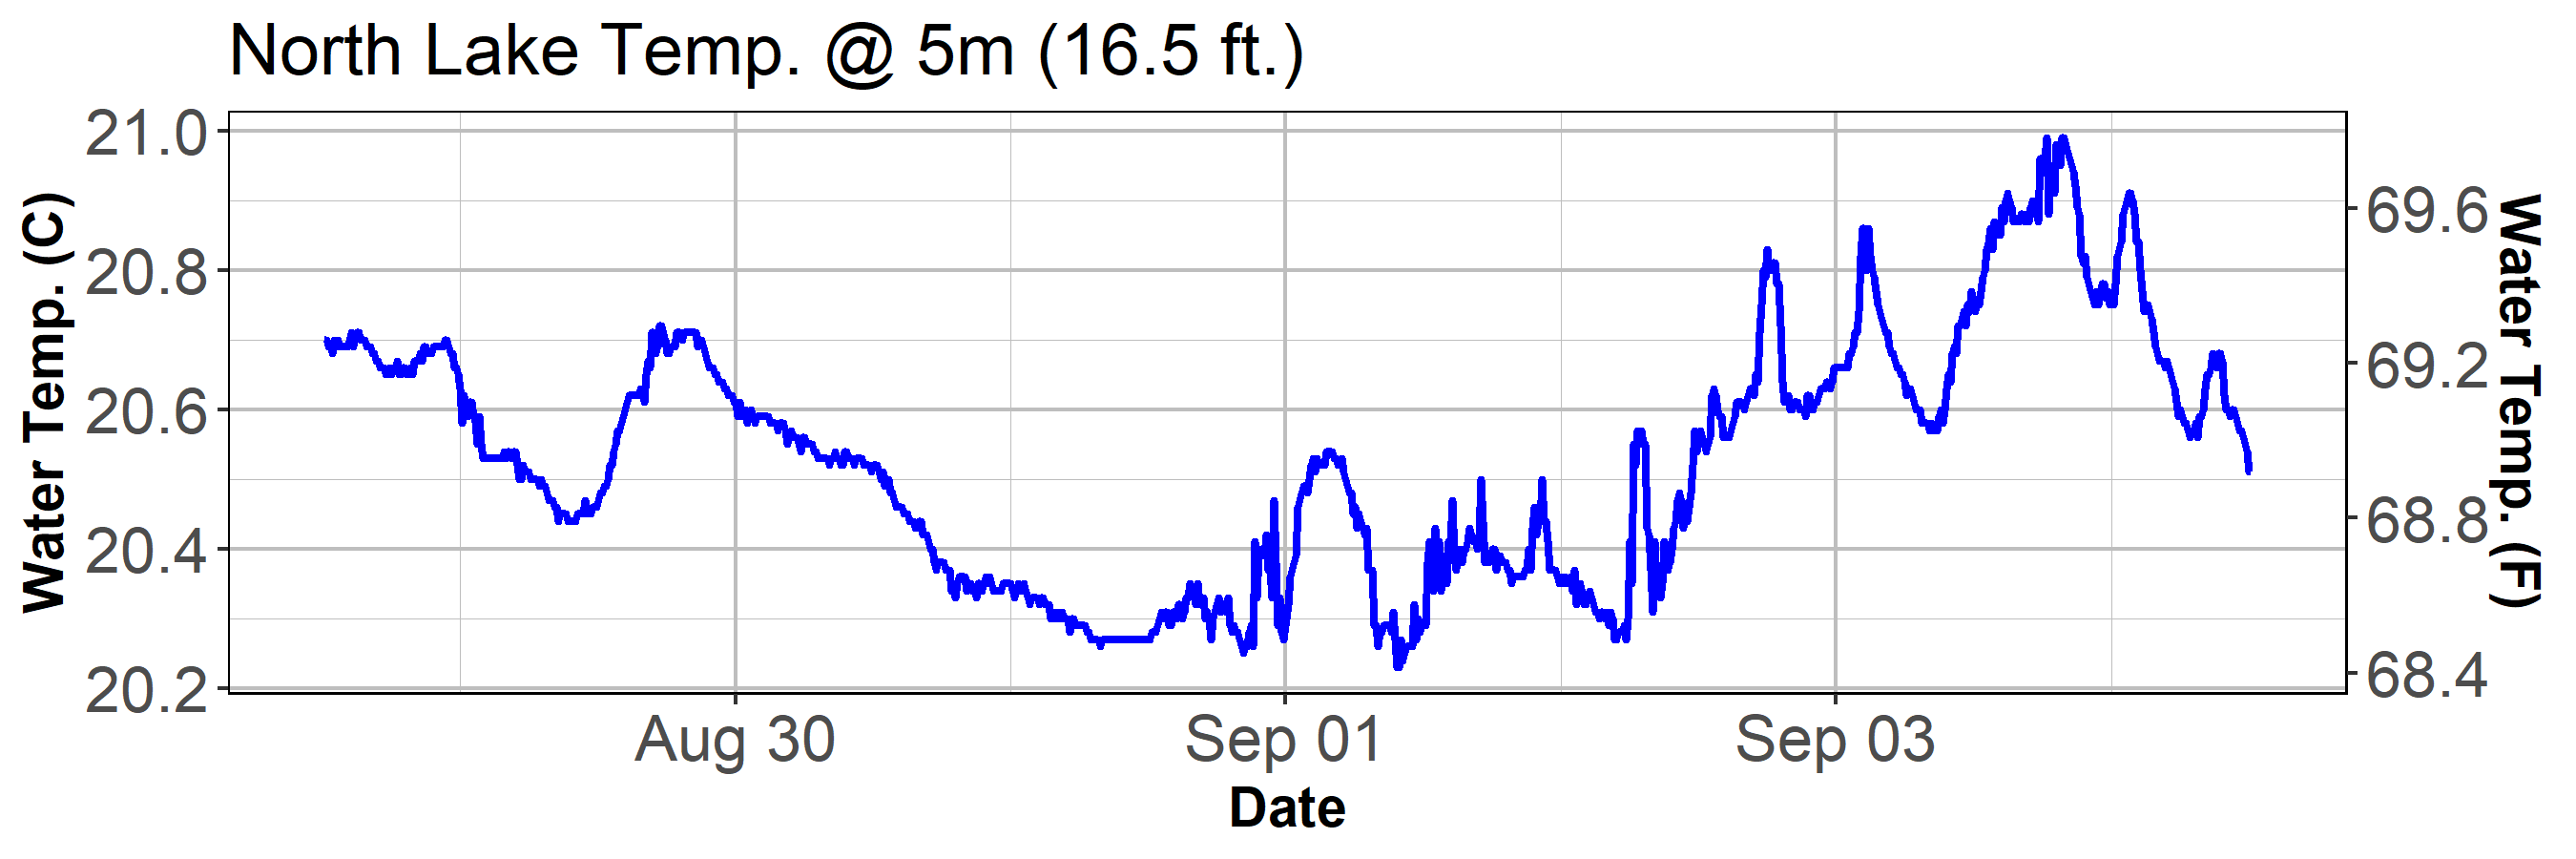 North Lake Temp. @ 5m (16.5 ft.)
Water Temp. (C)
21.0
20.8
20.6
20.4
20.2
69.6
69.2
68.8
68.4
Water Temp. (F)
Aug 30
Sep 01
Sep 03
Date